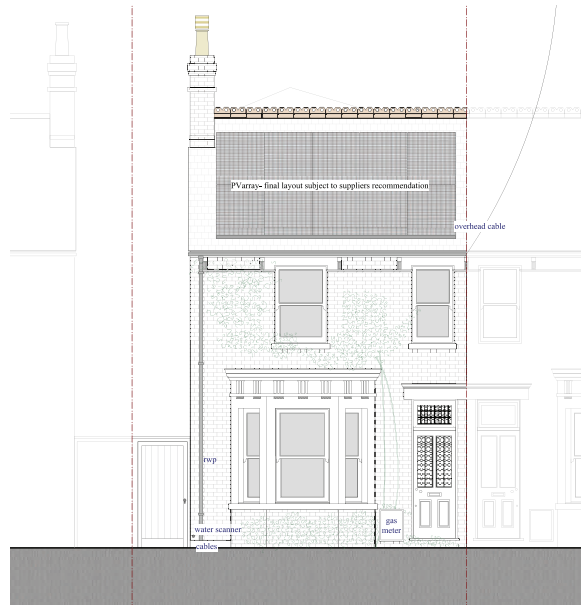 PVarray- final layout subject to suppliers recommendation
overhead cable
rwp
gas
meter
water scanner
cables